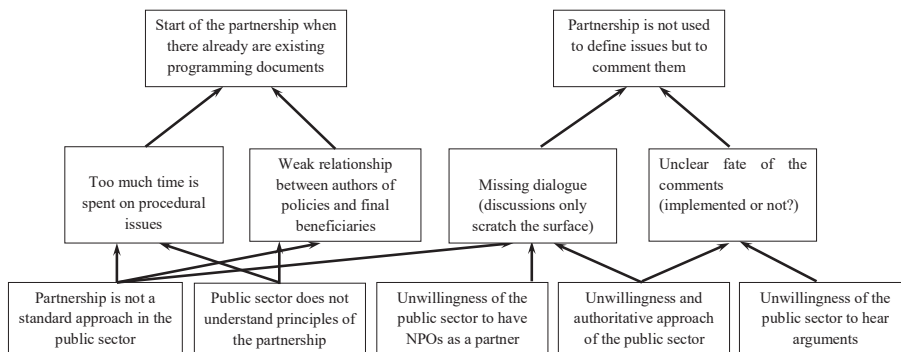 Start of the partnership when
there already are existing
programming documents
Partnership is not used
to define issues but to
comment them
Too much time is
spent on procedural
issues
Weak relationship
between authors of
policies and final
beneficiaries
Missing dialogue
(discussions only
scratch the surface)
Unclear fate of the
comments
(implemented or not?)
Partnership is not a
standard approach in the
public sector
Public sector does not
understand principles of
the partnership
Unwillingness of the
public sector to have
NPOs as a partner
Unwillingness and
authoritative approach
of the public sector
Unwillingness of the
public sector to hear
arguments